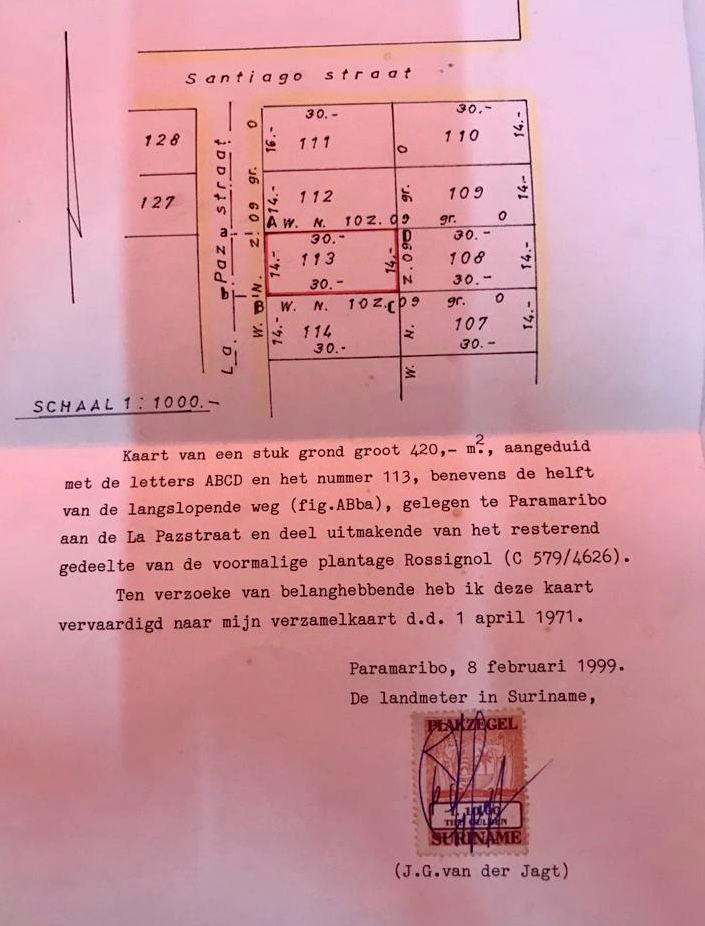 Santiago straat
30.- 30.-
128 16.- 111 O O 110 14.-
127 14.- 112 109 14.-
A W. N. 10 Z. 09 gr. O
30.- D 30.-
14.- 113 14.- 108 14.-
30.- 30.-
B W. N. 10 Z. C 09 gr. O
14.- 114 107 14.-
30.- 30.-
La Paz straat
a
b
W. N. Z. 09 gr. O
W. N. Z. 09 gr. O
SCHAAL 1 : 1000.-
Kaart van een stuk grond groot 420,- m²., aangeduid
met de letters ABCD en het nummer 113, benevens de helft
van de langslopende weg (fig.ABba), gelegen te Paramaribo
aan de La Pazstraat en deel uitmakende van het resterend
gedeelte van de voormalige plantage Rossignol (C 579/4626).
Ten verzoeke van belanghebbende heb ik deze kaart
vervaardigd naar mijn verzamelkaart d.d. 1 april 1971.
Paramaribo, 8 februari 1999.
De landmeter in Suriname,
PLAKZEGEL
GULDEN
SURINAME
(J.G.van der Jagt)